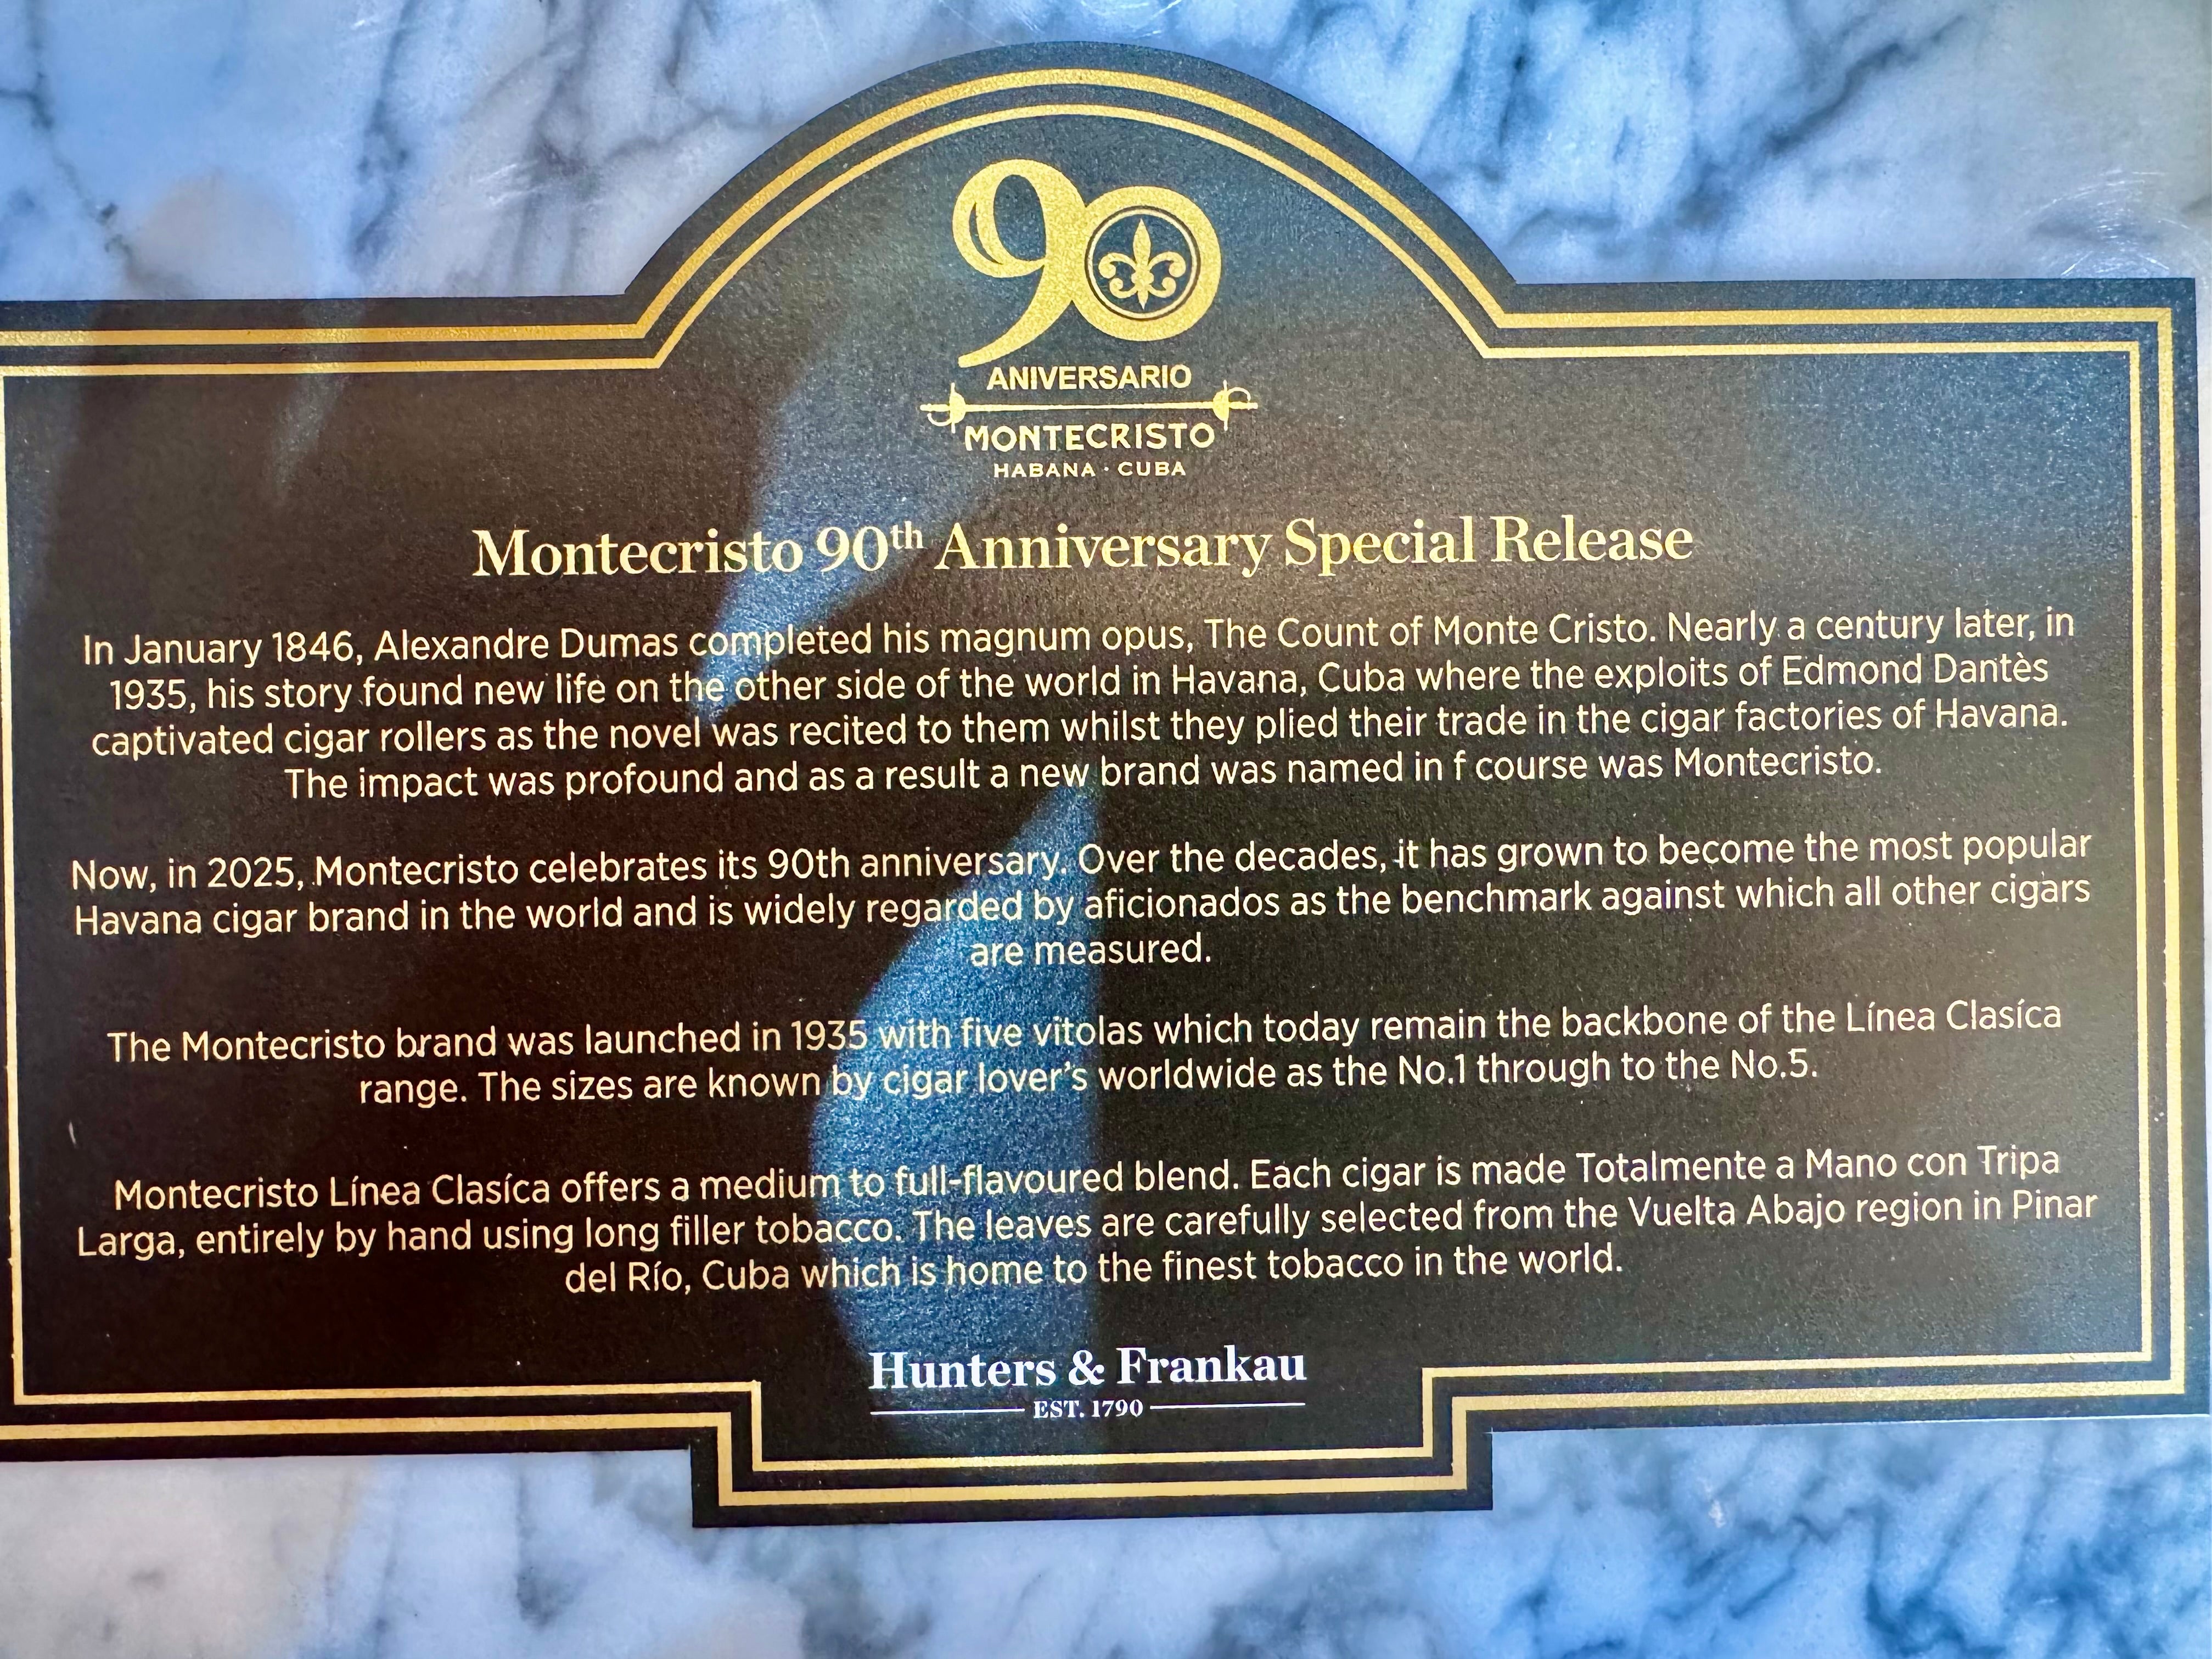 90
ANIVERSARIO
MONTECRISTO
HABANA · CUBA
Montecristo 90th Anniversary Special Release
In January 1846, Alexandre Dumas completed his magnum opus, The Count of Monte Cristo. Nearly a century later, in
1935, his story found new life on the other side of the world in Havana, Cuba where the exploits of Edmond Dantès
captivated cigar rollers as the novel was recited to them whilst they plied their trade in the cigar factories of Havana.
The impact was profound and as a result a new brand was named in f course was Montecristo.
Now, in 2025, Montecristo celebrates its 90th anniversary. Over the decades, it has grown to become the most popular
Havana cigar brand in the world and is widely regarded by aficionados as the benchmark against which all other cigars
are measured.
The Montecristo brand was launched in 1935 with five vitolas which today remain the backbone of the Línea Clasíca
range. The sizes are known by cigar lover's worldwide as the No.1 through to the No.5.
Montecristo Línea Clasíca offers a medium to full-flavoured blend. Each cigar is made Totalmente a Mano con Tripa
Larga, entirely by hand using long filler tobacco. The leaves are carefully selected from the Vuelta Abajo region in Pinar
del Río, Cuba which is home to the finest tobacco in the world.
Hunters & Frankau
EST. 1790